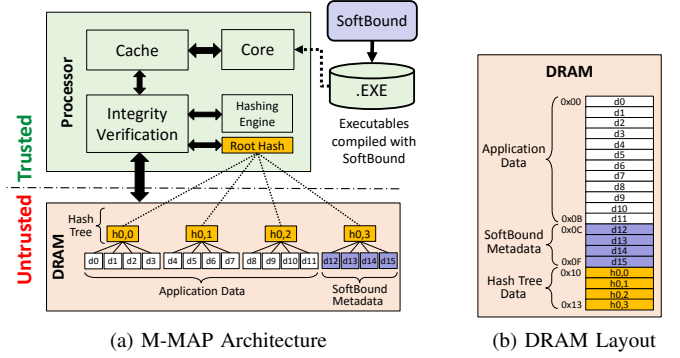 SoftBound
Cache
Core
.EXE
Processor
Integrity
Verification
Hashing
Engine
Root Hash
Executables
compiled with
SoftBound
Trusted
Untrusted
DRAM
Hash
Tree
h0,0 h0,1 h0,2 h0,3
d0 d1 d2 d3 d4 d5 d6 d7 d8 d9 d10 d11 d12 d13 d14 d15
Application Data
SoftBound
Metadata
(a) M-MAP Architecture
DRAM
0x00 d0
d1
d2
d3
d4
Application
Data
d5
d6
d7
d8
d9
d10
0x0B d11
SoftBound
Metadata
0x0C d12
d13
d14
0x0F d15
Hash Tree
Data
0x10 h0,0
h0,1
h0,2
0x13 h0,3
(b) DRAM Layout